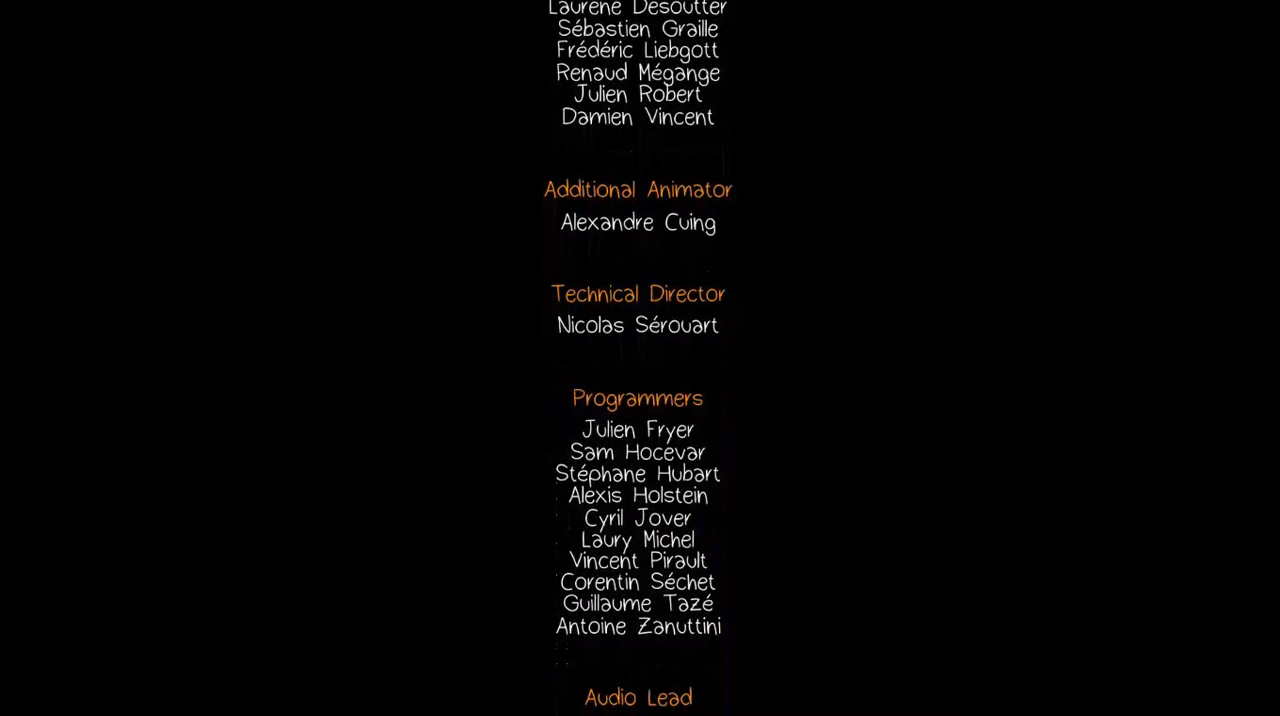 Laurène Desoutter
Sébastien Graille
Frédéric Liebgott
Renaud Mégange
Julien Robert
Damien Vincent
Additional Animator
Alexandre Cuing
Technical Director
Nicolas Sérouart
Programmers
Julien Fryer
Sam Hocevar
Stéphane Hubart
Alexis Holstein
Cyril Jover
Laury Michel
Vincent Pirault
Corentin Séchet
Guillaume Tazé
Antoine Zanuttini
Audio Lead